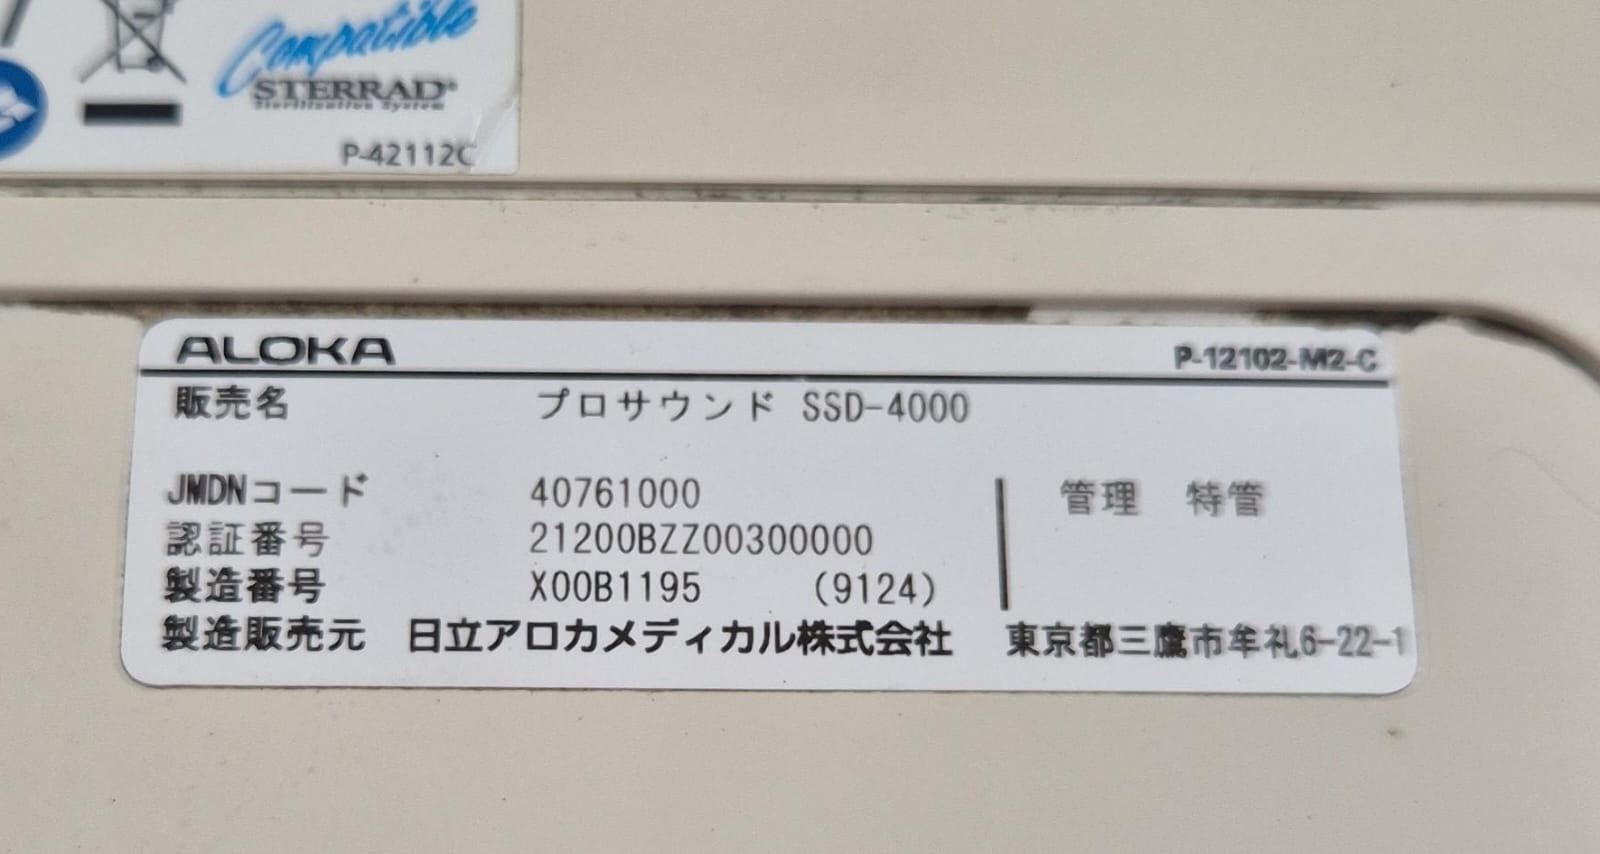 Compatible
STERRAD®
Sterilization System
P-42112C
ALOKA P-12102-M2-C
販売名 プロサウンド SSD-4000
JMDNコード 40761000 管理 特管
認証番号 21200BZZ00300000
製造番号 X00B1195 (9124)
製造販売元 日立アロカメディカル株式会社 東京都三鷹市牟礼6-22-1